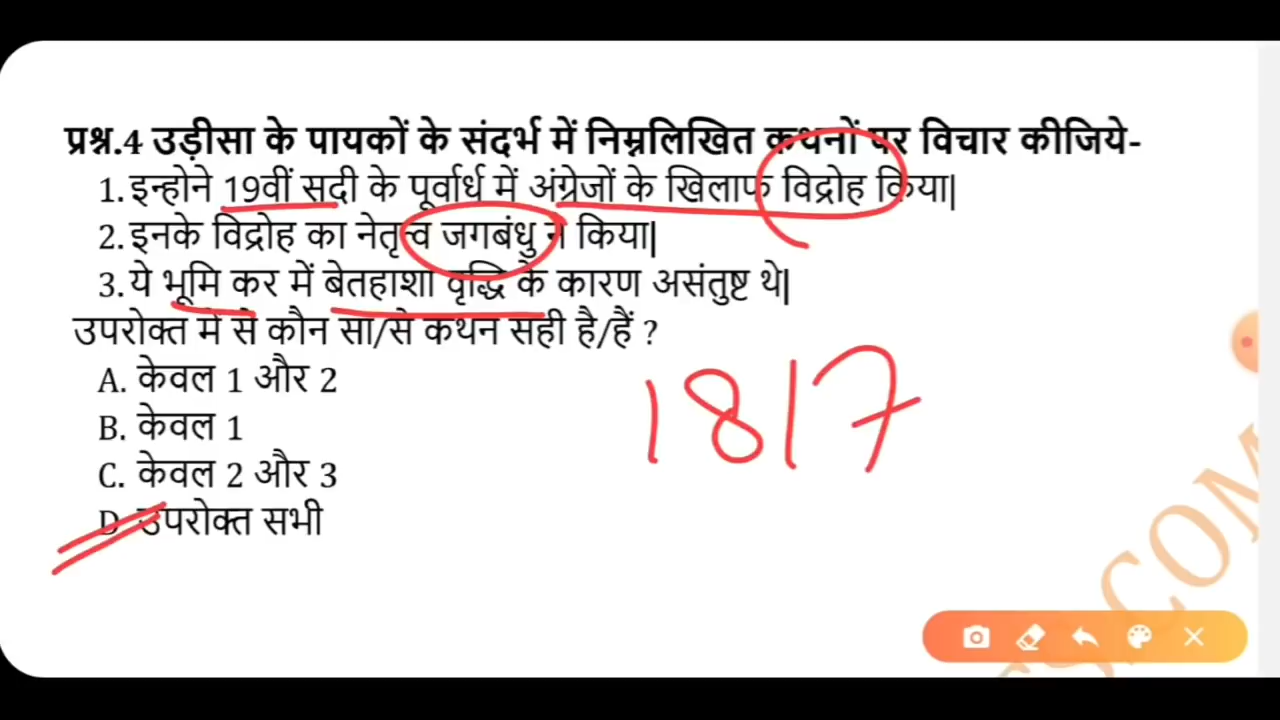 प्रश्न.4 उड़ीसा के पायकों के संदर्भ में निम्नलिखित कथनों पर विचार कीजिये-
1. इन्होने 19वीं सदी के पूर्वार्ध में अंग्रेजों के खिलाफ विद्रोह किया|
2. इनके विद्रोह का नेतृत्व जगबंधु ने किया|
3. ये भूमि कर में बेतहाशा वृद्धि के कारण असंतुष्ट थे|
उपरोक्त में से कौन सा/से कथन सही है/हैं ?
A. केवल 1 और 2
B. केवल 1
C. केवल 2 और 3
D. उपरोक्त सभी
1817
S.COM